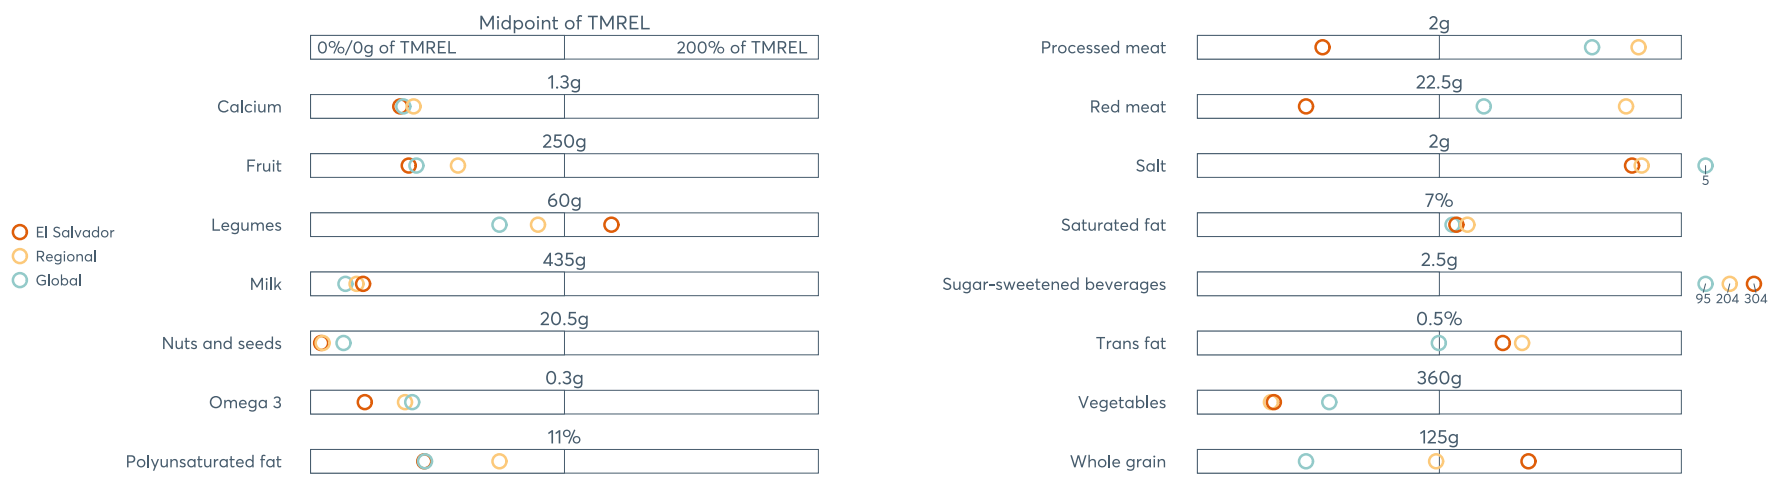 Midpoint of TMREL
0%/0g of TMREL 200% of TMREL
1.3g
Calcium
250g
Fruit
60g
Legumes
435g
Milk
20.5g
Nuts and seeds
0.3g
Omega 3
11%
Polyunsaturated fat
El Salvador
Regional
Global
2g
Processed meat
22.5g
Red meat
2g
Salt
5
7%
Saturated fat
2.5g
Sugar-sweetened beverages
95 204 304
0.5%
Trans fat
360g
Vegetables
125g
Whole grain